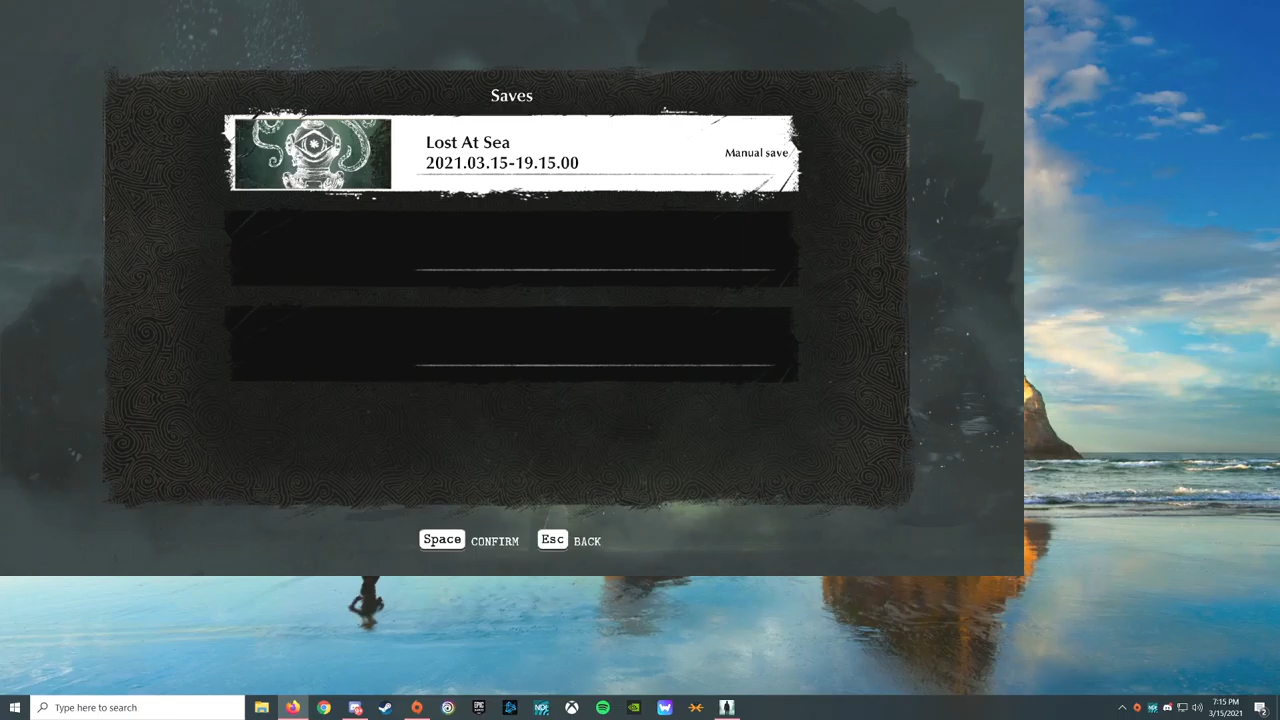 Saves
Lost At Sea
2021.03.15-19.15.00
Manual save
Space CONFIRM Esc BACK
Type here to search
7:15 PM
3/15/2021